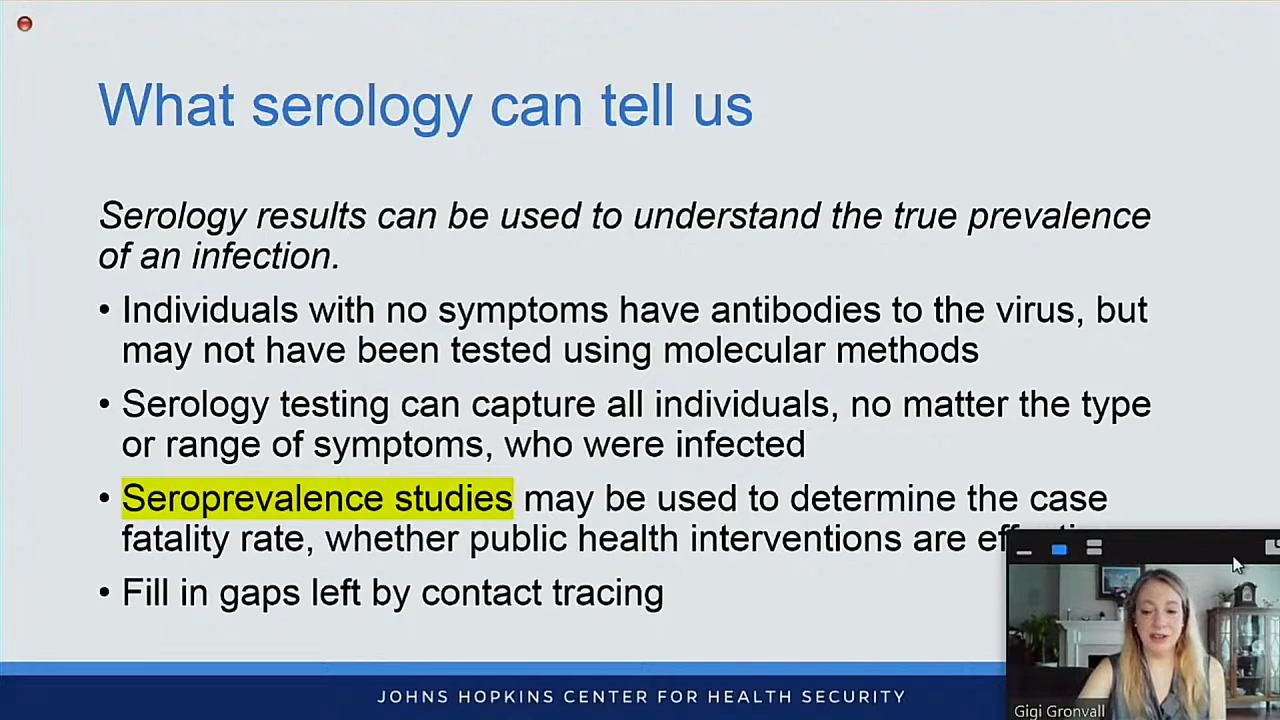 What serology can tell us
Serology results can be used to understand the true prevalence
of an infection.
• Individuals with no symptoms have antibodies to the virus, but
may not have been tested using molecular methods
• Serology testing can capture all individuals, no matter the type
or range of symptoms, who were infected
• Seroprevalence studies may be used to determine the case
fatality rate, whether public health interventions are
• Fill in gaps left by contact tracing
JOHNS HOPKINS CENTER FOR HEALTH SECURITY
Gigi Gronvall